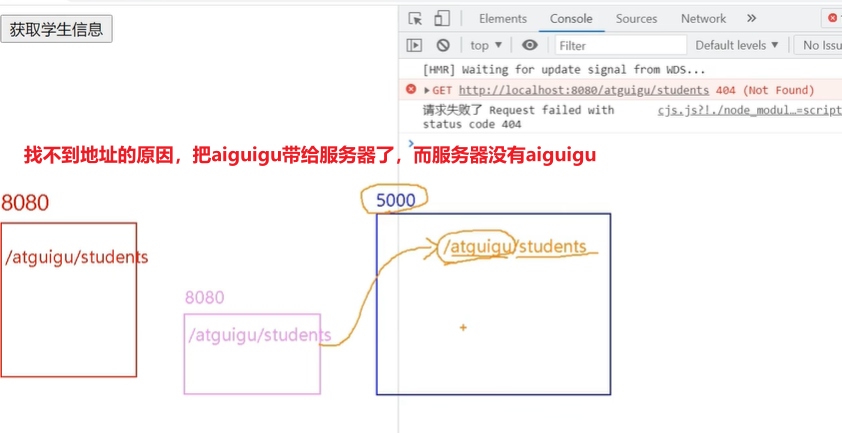 获取学生信息
Elements Console Sources Network »
top ▼ Filter Default levels ▼ No Issu
[HMR] Waiting for update signal from WDS...
GET http://localhost:8080/atguigu/students 404 (Not Found)
请求失败了 Request failed with cjs.js?!./node_modul…=script
status code 404
找不到地址的原因，把aiguigu带给服务器了，而服务器没有aiguigu
8080
/atguigu/students
8080
/atguigu/students
5000
/atguigu/students